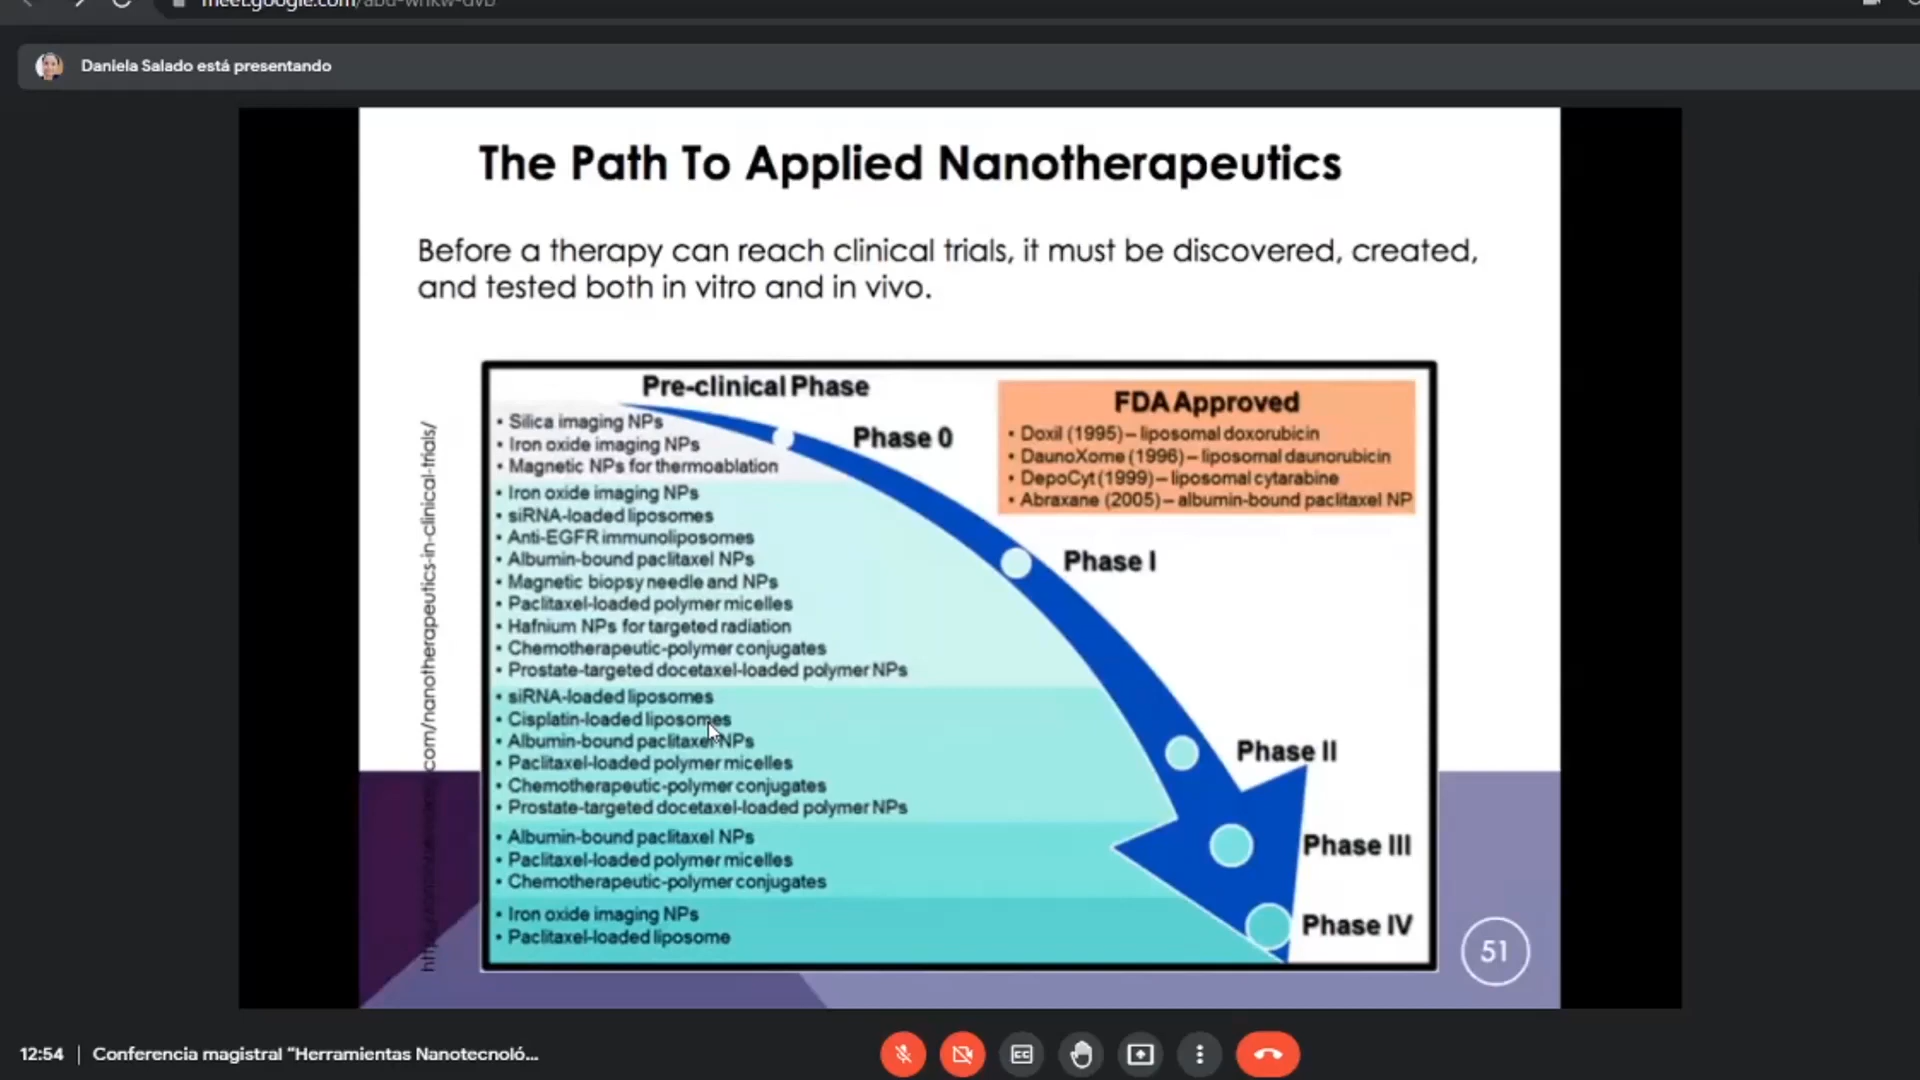 meet.google.com/
Daniela Salado está presentando
The Path To Applied Nanotherapeutics
Before a therapy can reach clinical trials, it must be discovered, created,
and tested both in vitro and in vivo.
Pre-clinical Phase
• Silica imaging NPs
• Iron oxide imaging NPs
• Magnetic NPs for thermoablation
Phase 0
FDA Approved
• Doxil (1995) – liposomal doxorubicin
• DaunoXome (1996) – liposomal daunorubicin
• DepoCyt (1999) – liposomal cytarabine
• Abraxane (2005) – albumin-bound paclitaxel NP
• Iron oxide imaging NPs
• siRNA-loaded liposomes
• Anti-EGFR immunoliposomes
• Albumin-bound paclitaxel NPs
• Magnetic biopsy needle and NPs
• Paclitaxel-loaded polymer micelles
• Hafnium NPs for targeted radiation
• Chemotherapeutic-polymer conjugates
• Prostate-targeted docetaxel-loaded polymer NPs
Phase I
• siRNA-loaded liposomes
• Cisplatin-loaded liposomes
• Albumin-bound paclitaxel NPs
• Paclitaxel-loaded polymer micelles
• Chemotherapeutic-polymer conjugates
• Prostate-targeted docetaxel-loaded polymer NPs
Phase II
• Albumin-bound paclitaxel NPs
• Paclitaxel-loaded polymer micelles
• Chemotherapeutic-polymer conjugates
Phase III
• Iron oxide imaging NPs
• Paclitaxel-loaded liposome
Phase IV
.com/nanotherapeutics-in-clinical-trials/
51
12:54 | Conferencia magistral “Herramientas Nanotecnoló...
CC